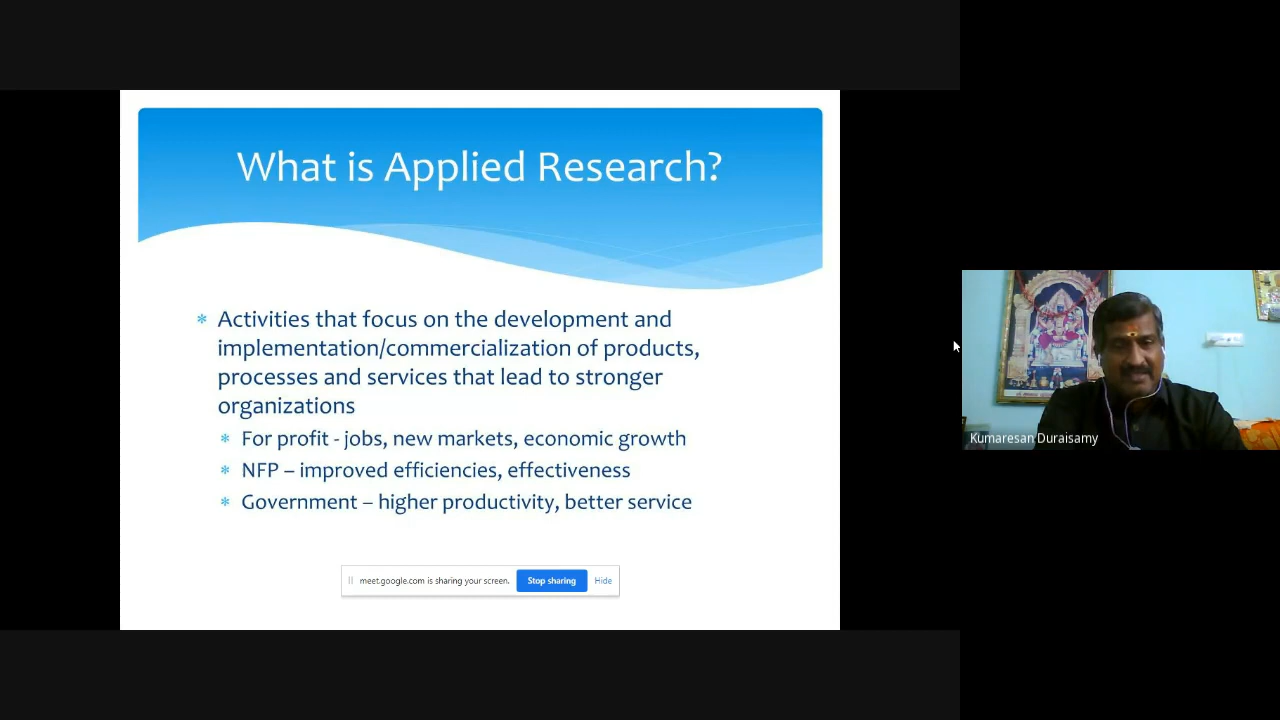 What is Applied Research?
* Activities that focus on the development and
implementation/commercialization of products,
processes and services that lead to stronger
organizations
* For profit - jobs, new markets, economic growth
* NFP – improved efficiencies, effectiveness
* Government – higher productivity, better service
meet.google.com is sharing your screen. Stop sharing Hide
Kumaresan Duraisamy